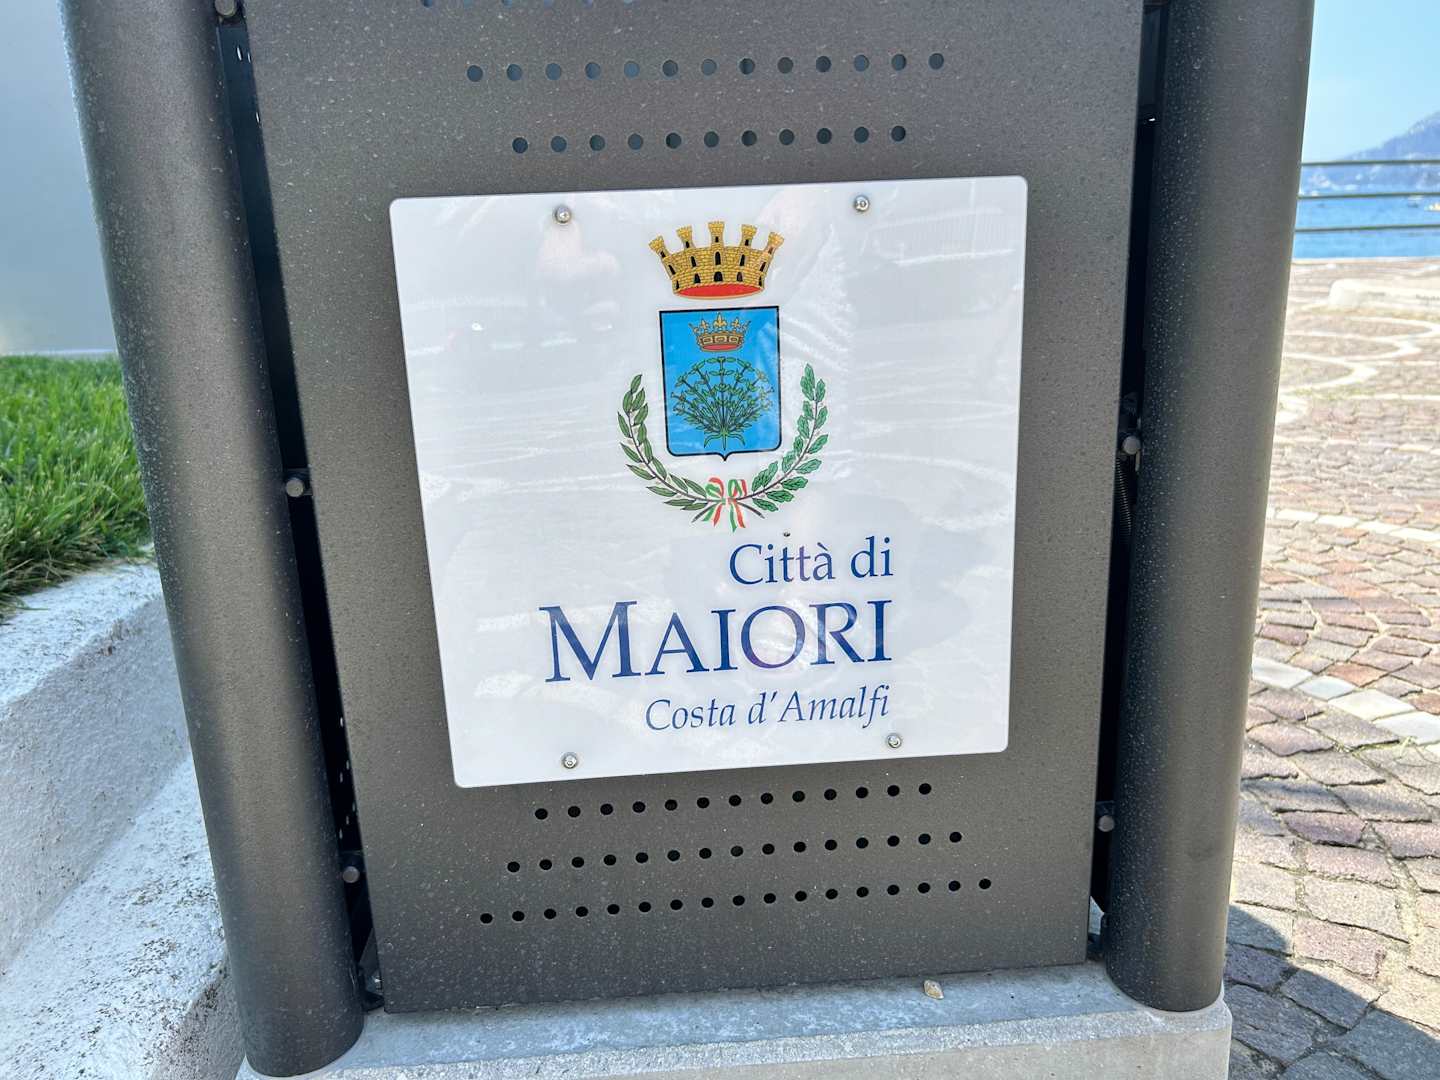 Città di
MAIORI
Costa d'Amalfi